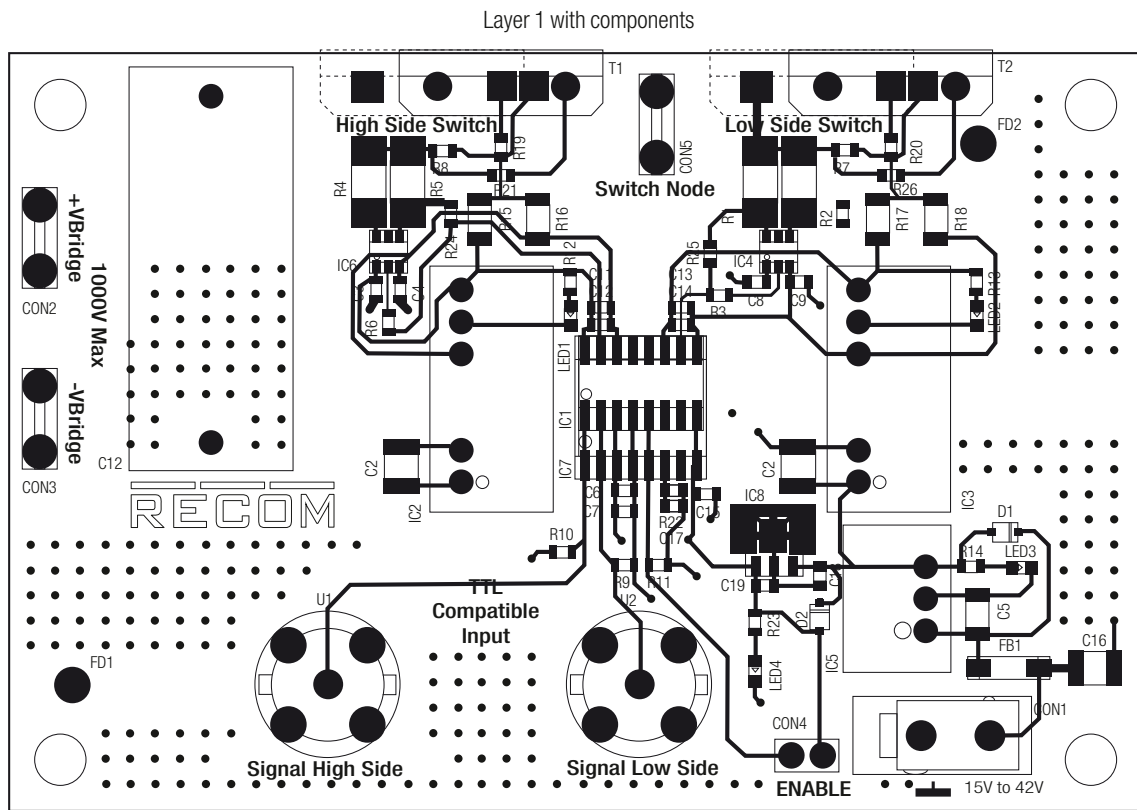 Layer 1 with components
T1
T2
High Side Switch
Low Side Switch
R19
R20
FD2
R8
CON5
R7
R4
R5
R21
Switch Node
R26
+VBridge
R15
R16
R2
R17
R18
R24
R25
IC6
R12
C13
IC4
R13
1000V Max
CON2
C4
C14
C8
C9
R3
R6
LED1
LED2
-VBridge
IC1
C12
C2
IC7
C2
CON3
RECOM
IC2
C6
C7
R22
C15
IC8
IC3
D1
C17
R10
R14
LED3
R9
R11
C19
TTL
Compatible
Input
U1
U2
R23
D2
C5
FD1
IC5
FB1
C16
LED4
CON4
CON1
Signal High Side
Signal Low Side
ENABLE
15V to 42V